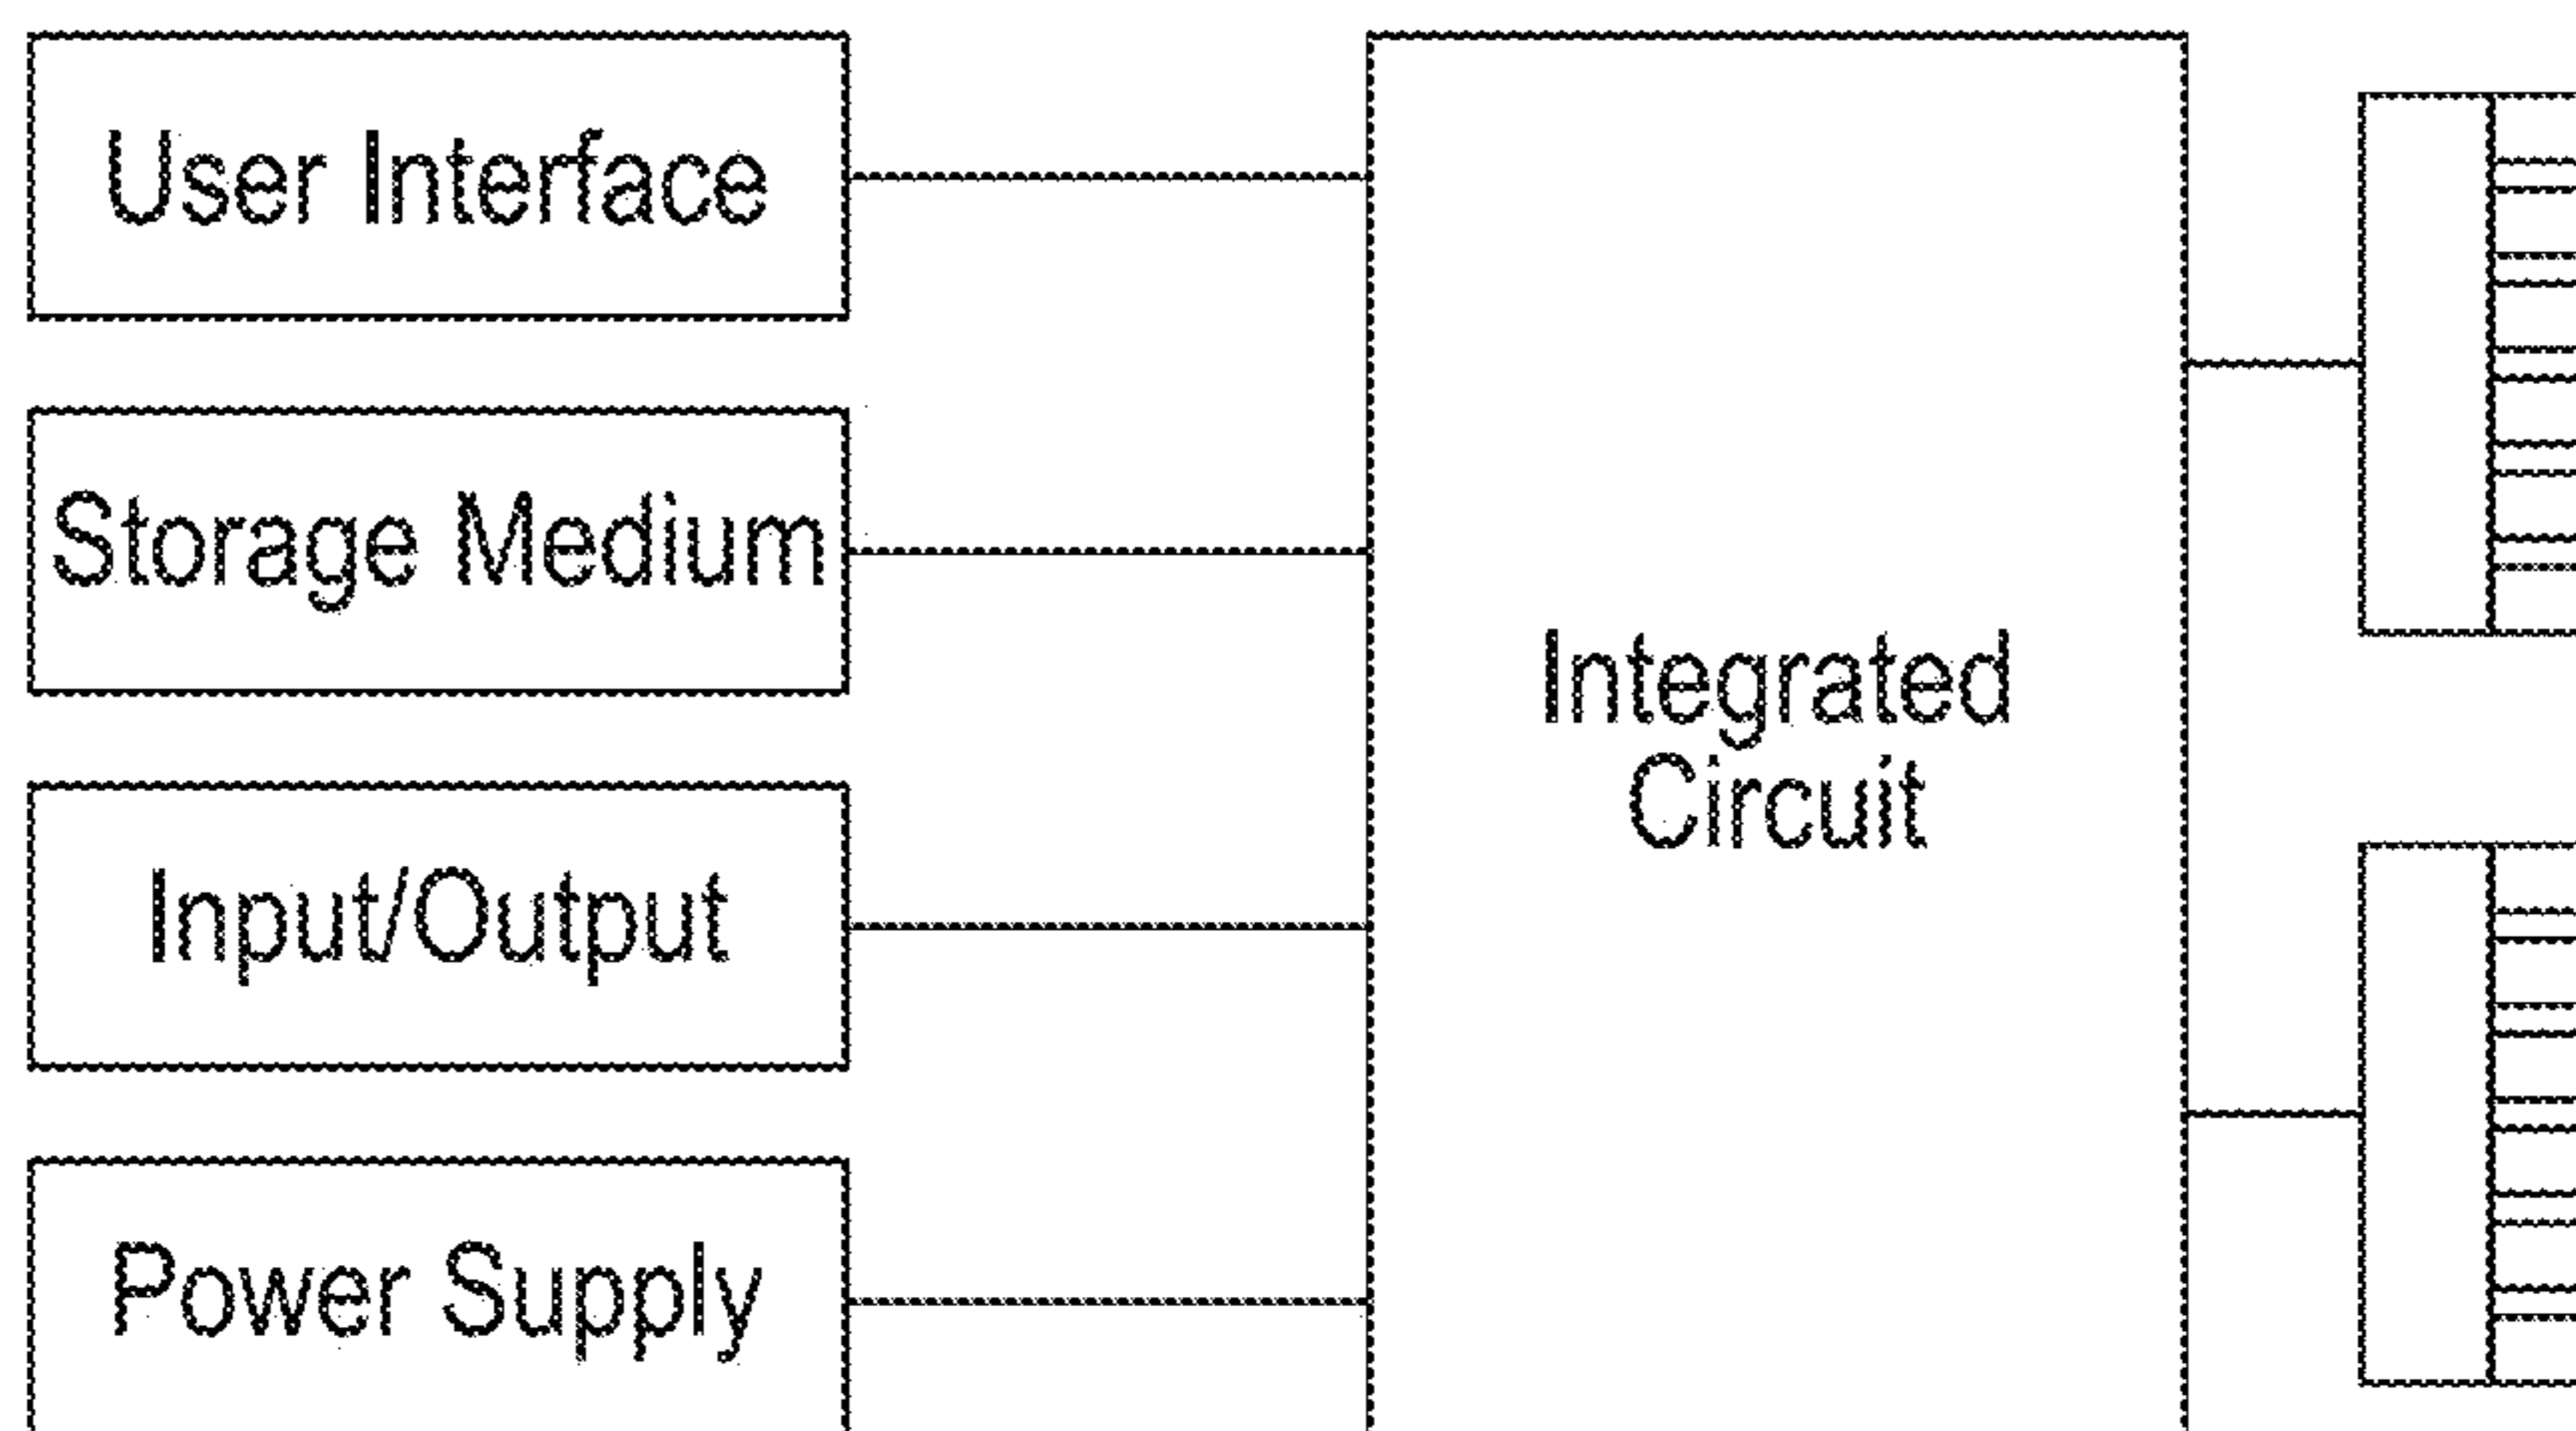 User Interface
Storage Medium
Input/Output
Power Supply
Integrated
Circuit